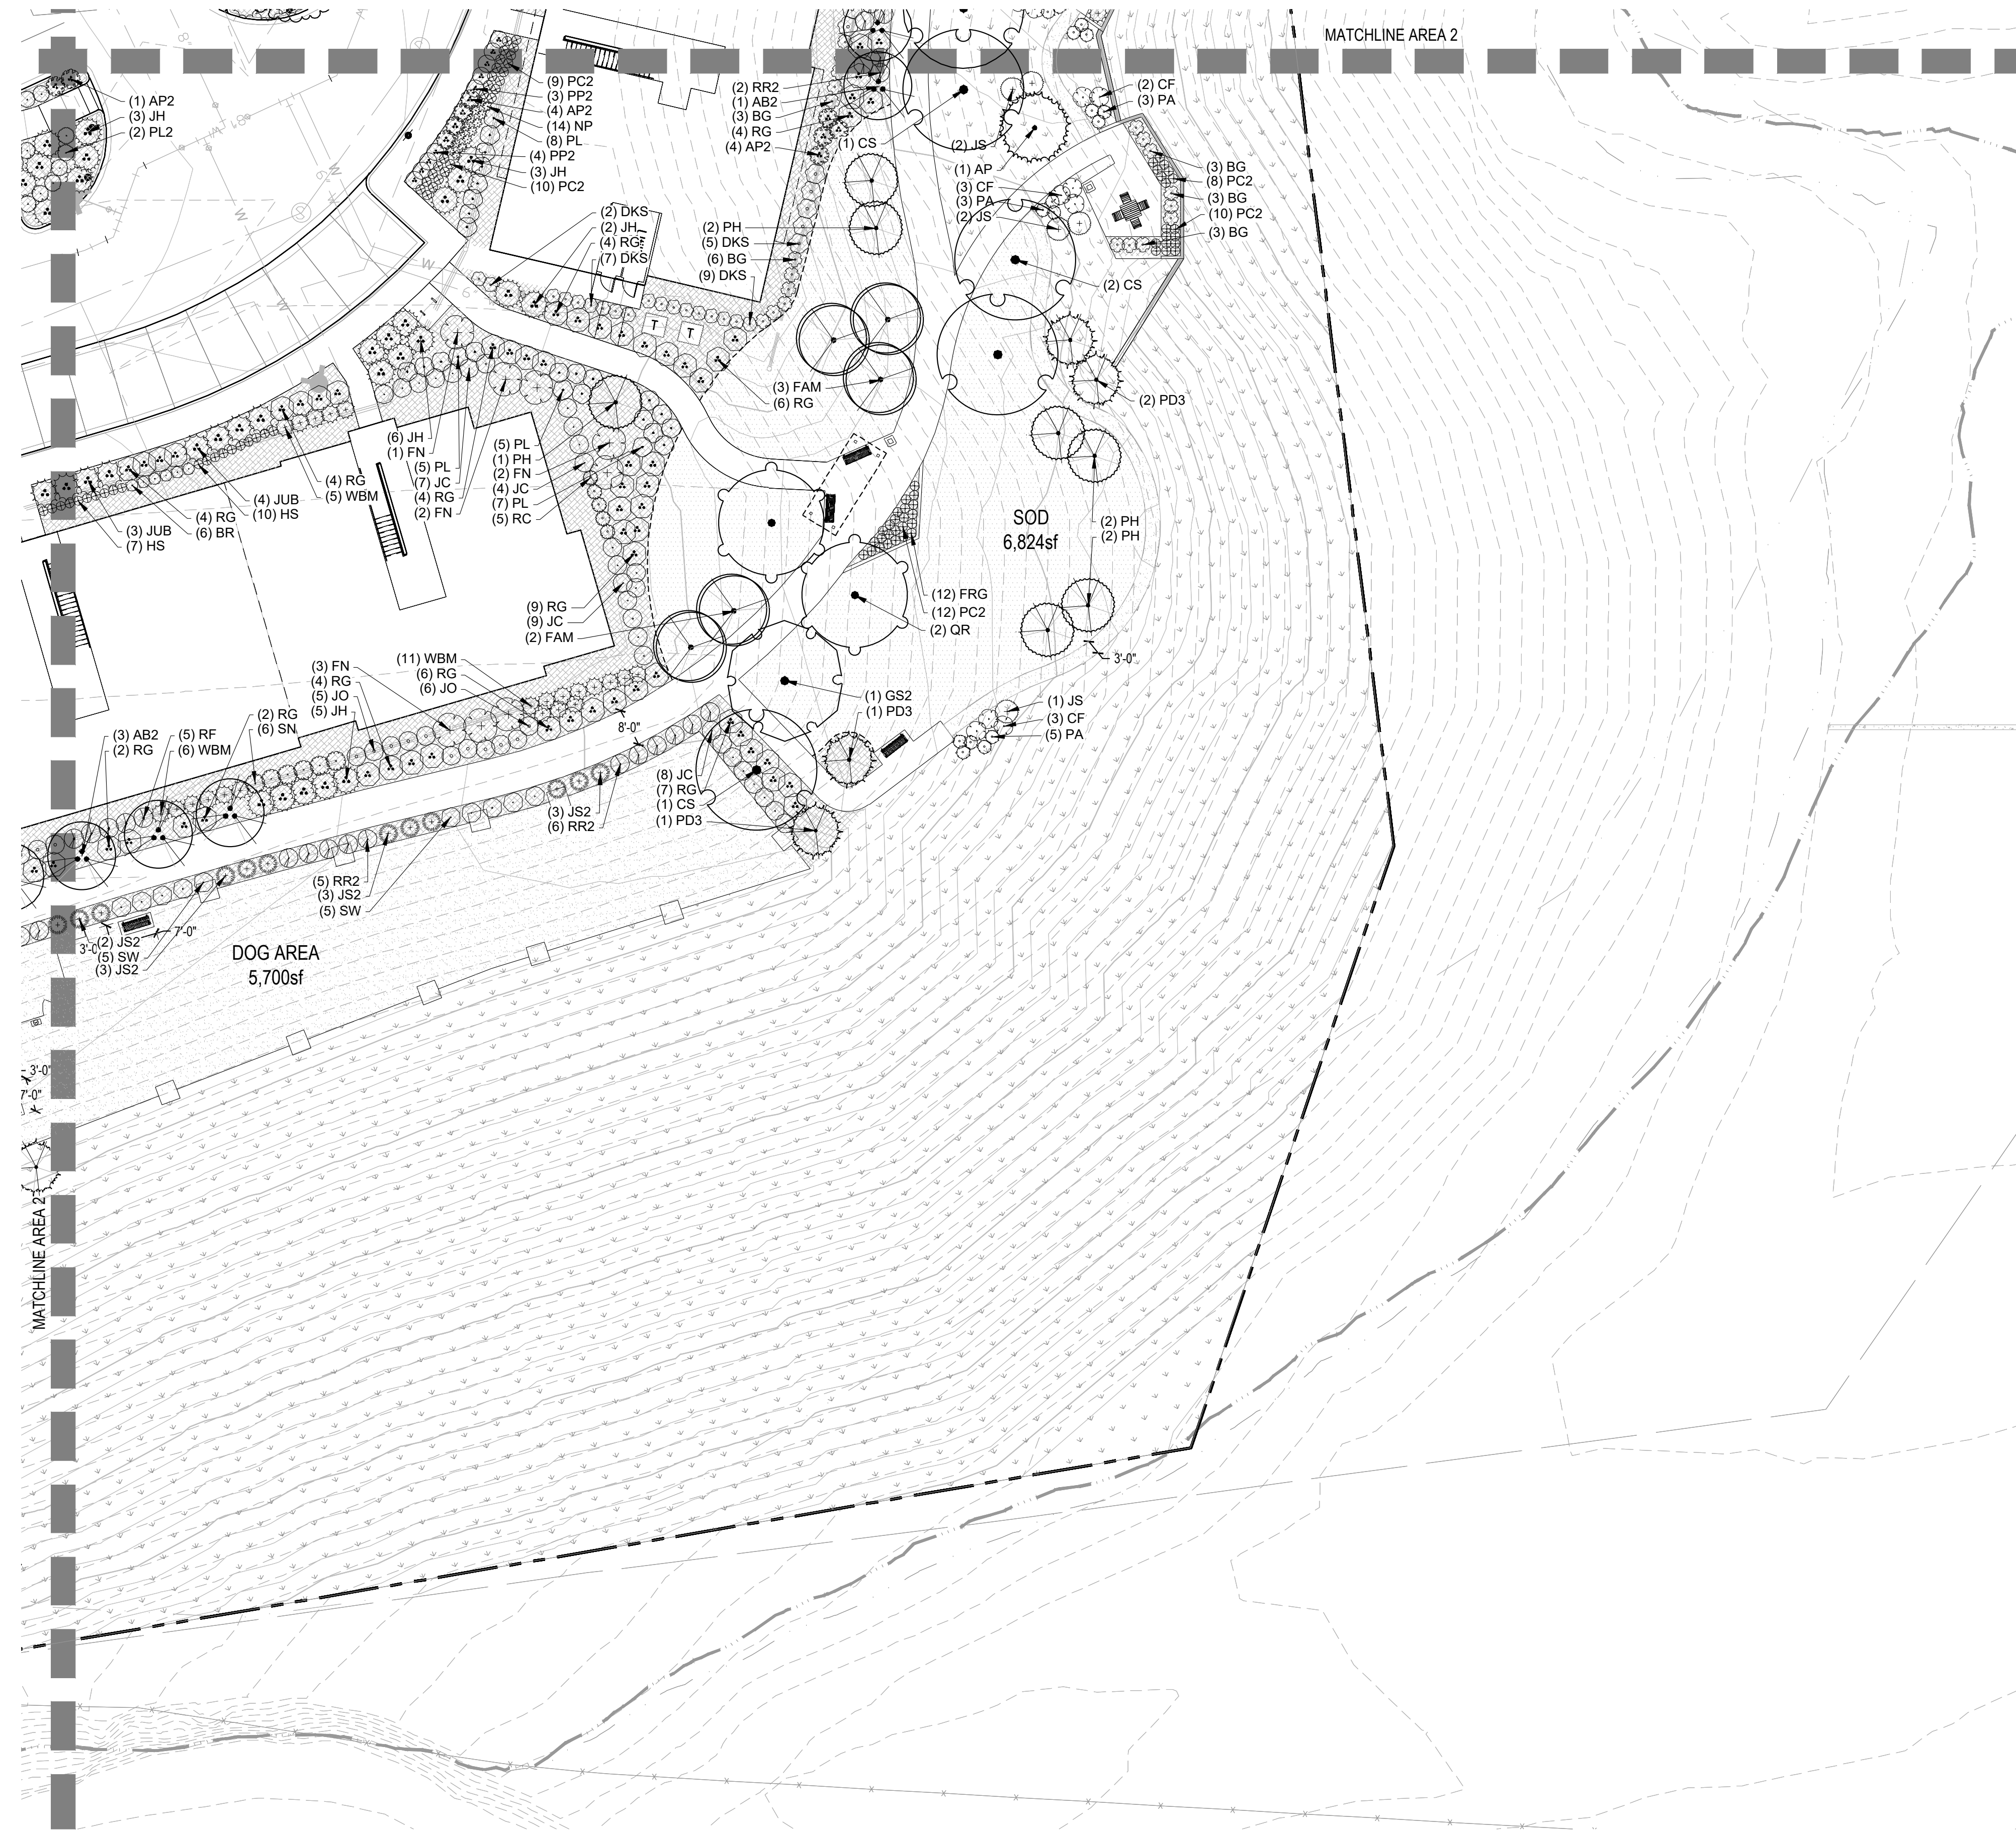 MATCHLINE AREA 2
(1) AP2
(3) JH
(2) PL2
(9) PC2
(3) PP2
(4) AP2
(14) NP
(8) PL
(4) PP2
(3) JH
(10) PC2
(2) RR2
(1) AB2
(3) BG
(4) RG
(4) AP2
(1) CS
(2) JS
(1) AP
(3) CF
(3) PA
(2) JS
(2) CF
(3) PA
(3) BG
(8) PC2
(3) BG
(10) PC2
(3) BG
(2) CS
(2) DKS
(2) JH
(4) RG
(7) DKS
(2) PH
(5) DKS
(6) BG
(9) DKS
T
T
(3) FAM
(6) RG
(2) PD3
(6) JH
(1) FN
(5) PL
(7) JC
(4) RG
(2) FN
(5) PL
(1) PH
(2) FN
(4) JC
(7) PL
(5) RC
(4) RG
(5) WBM
(4) JUB
(10) HS
(4) RG
(6) BR
(3) JUB
(7) HS
SOD
6,824sf
(2) PH
(2) PH
(12) FRG
(12) PC2
(2) QR
(9) RG
(9) JC
(2) FAM
3'-0"
(11) WBM
(6) RG
(6) JO
(3) FN
(4) RG
(5) JO
(5) JH
8'-0"
(1) GS2
(1) PD3
(1) JS
(3) CF
(5) PA
(2) RG
(6) SN
(5) RF
(6) WBM
(3) AB2
(2) RG
(8) JC
(7) RG
(1) CS
(1) PD3
(3) JS2
(6) RR2
(5) RR2
(3) JS2
(5) SW
7'-0"
3'-0"
(2) JS2
(5) SW
(3) JS2
DOG AREA
5,700sf
3'-0"
7'-0"
MATCHLINE AREA 2